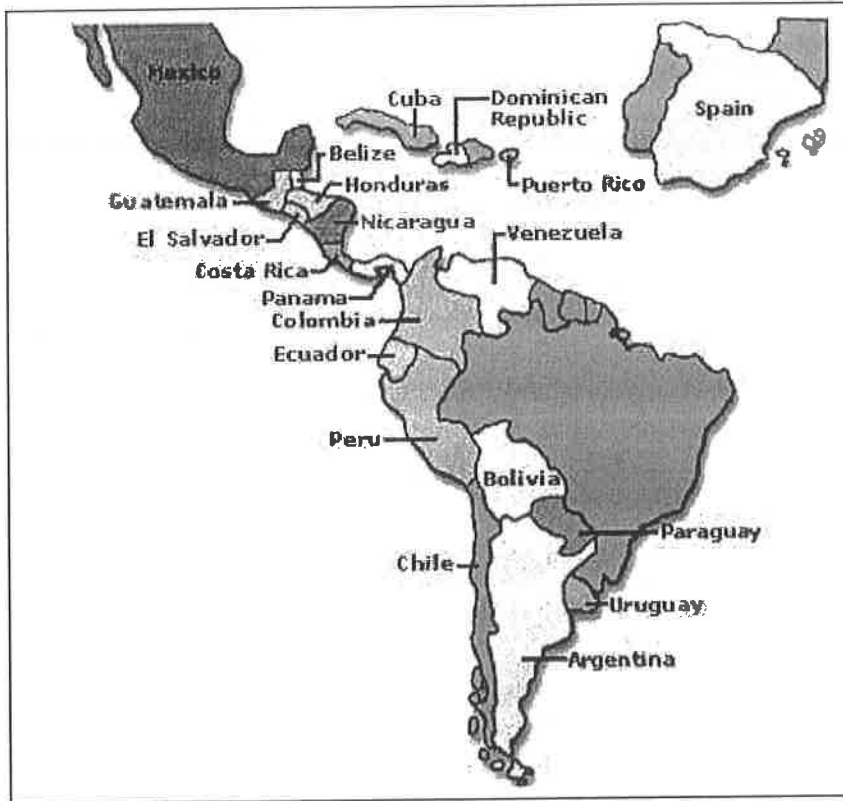 Mexico
Cuba
Dominican
Republic
Spain
Belize
Honduras
Puerto Rico
Guatemala
Nicaragua
El Salvador
Venezuela
Costa Rica
Panama
Colombia
Ecuador
Peru
Bolivia
Paraguay
Chile
Uruguay
Argentina